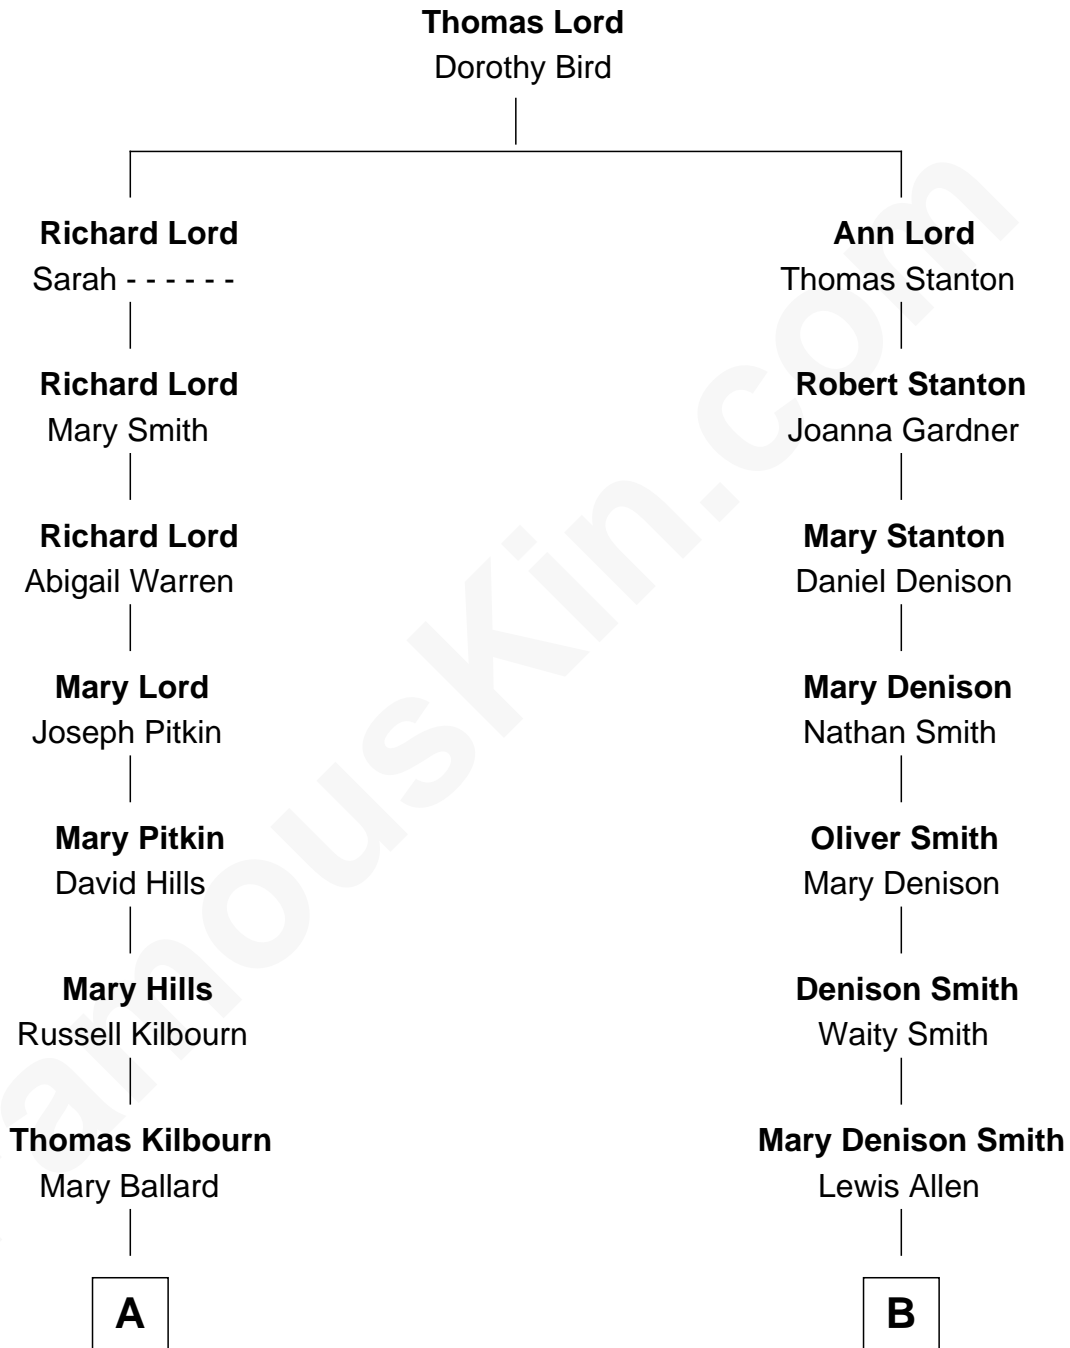 Thomas Lord
Dorothy Bird
Richard Lord
Sarah - - - - - -
Ann Lord
Thomas Stanton
Richard Lord
Mary Smith
Robert Stanton
Joanna Gardner
Richard Lord
Abigail Warren
Mary Stanton
Daniel Denison
Mary Lord
Joseph Pitkin
Mary Denison
Nathan Smith
Mary Pitkin
David Hills
Oliver Smith
Mary Denison
Mary Hills
Russell Kilbourn
Denison Smith
Waity Smith
Thomas Kilbourn
Mary Ballard
Mary Denison Smith
Lewis Allen
A
B
amousKin.com